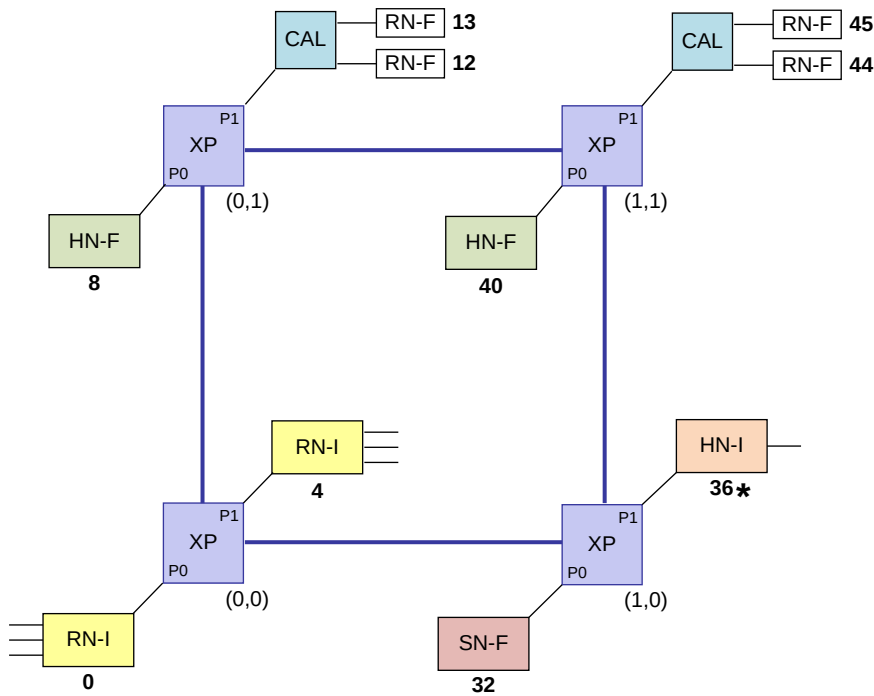 CAL
RN-F 13
RN-F 12
CAL
RN-F 45
RN-F 44
P1
XP
P0
(0,1)
P1
XP
P0
(1,1)
HN-F
8
HN-F
40
RN-I
4
HN-I
36*
P1
XP
P0
(0,0)
P1
XP
P0
(1,0)
RN-I
0
SN-F
32